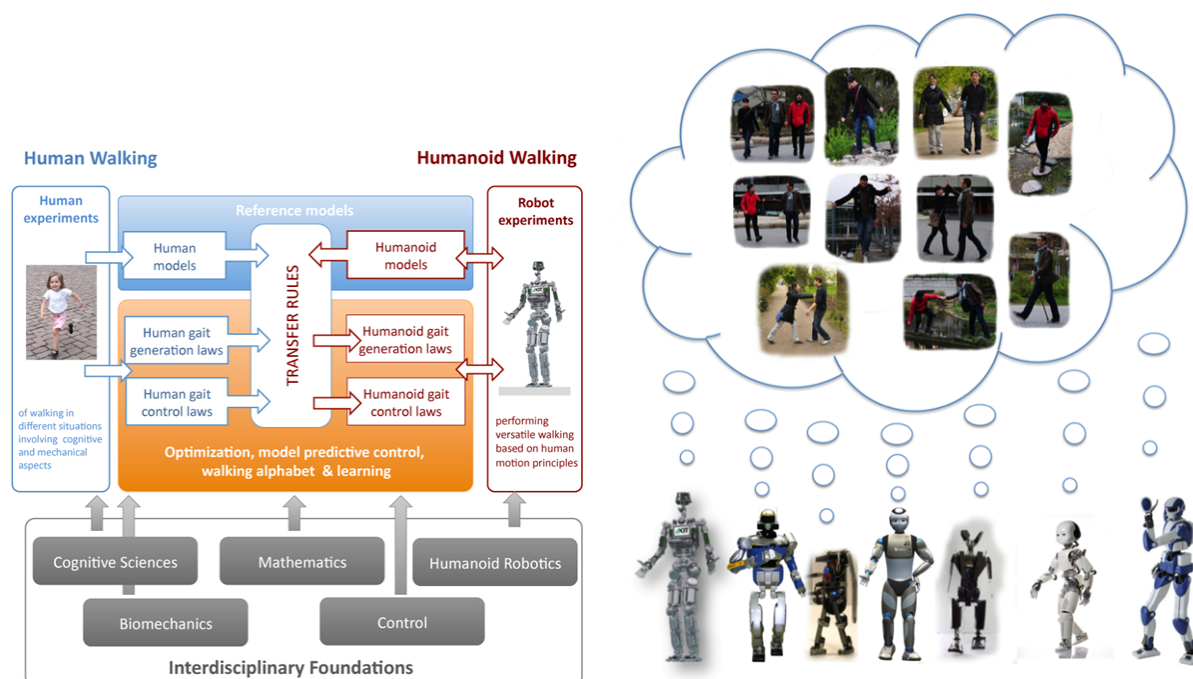 Human Walking
Humanoid Walking
Human
experiments
of walking in
different situations
involving cognitive
and mechanical
aspects
Reference models
Human
models
Humanoid
models
TRANSFER RULES
Human gait
generation laws
Humanoid gait
generation laws
Human gait
control laws
Humanoid gait
control laws
Optimization, model predictive control,
walking alphabet & learning
Robot
experiments
KIT
performing
versatile walking
based on human
motion principles
Cognitive Sciences
Mathematics
Humanoid Robotics
Biomechanics
Control
Interdisciplinary Foundations
KIT